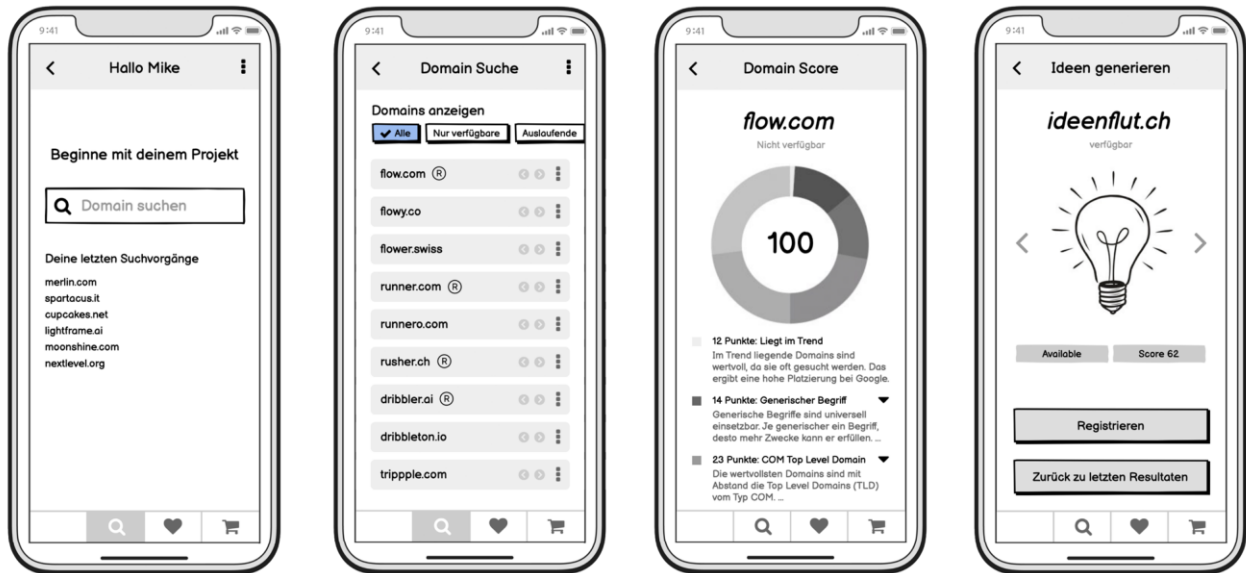 9:41
Hallo Mike
Beginne mit deinem Projekt
Domain suchen
Deine letzten Suchvorgänge
merlin.com
spartacus.it
cupcakes.net
lightframe.ai
moonshine.com
nextlevel.org
9:41
Domain Suche
Domains anzeigen
Alle
Nur verfügbare
Auslaufende
flow.com ®
flowy.co
flower.swiss
runner.com ®
runnero.com
rusher.ch ®
dribbler.ai ®
dribbleton.io
trippple.com
9:41
Domain Score
flow.com
Nicht verfügbar
100
12 Punkte: Liegt im Trend
Im Trend liegende Domains sind
wertvoll, da sie oft gesucht werden. Das
ergibt eine hohe Platzierung bei Google.
14 Punkte: Generischer Begriff
Generische Begriffe sind universell
einsetzbar. Je generischer ein Begriff,
desto mehr Zwecke kann er erfüllen. ...
23 Punkte: COM Top Level Domain
Die wertvollsten Domains sind mit
Abstand die Top Level Domains (TLD)
vom Typ COM. ...
9:41
Ideen generieren
ideenflut.ch
verfügbar
Available
Score 62
Registrieren
Zurück zu letzten Resultaten